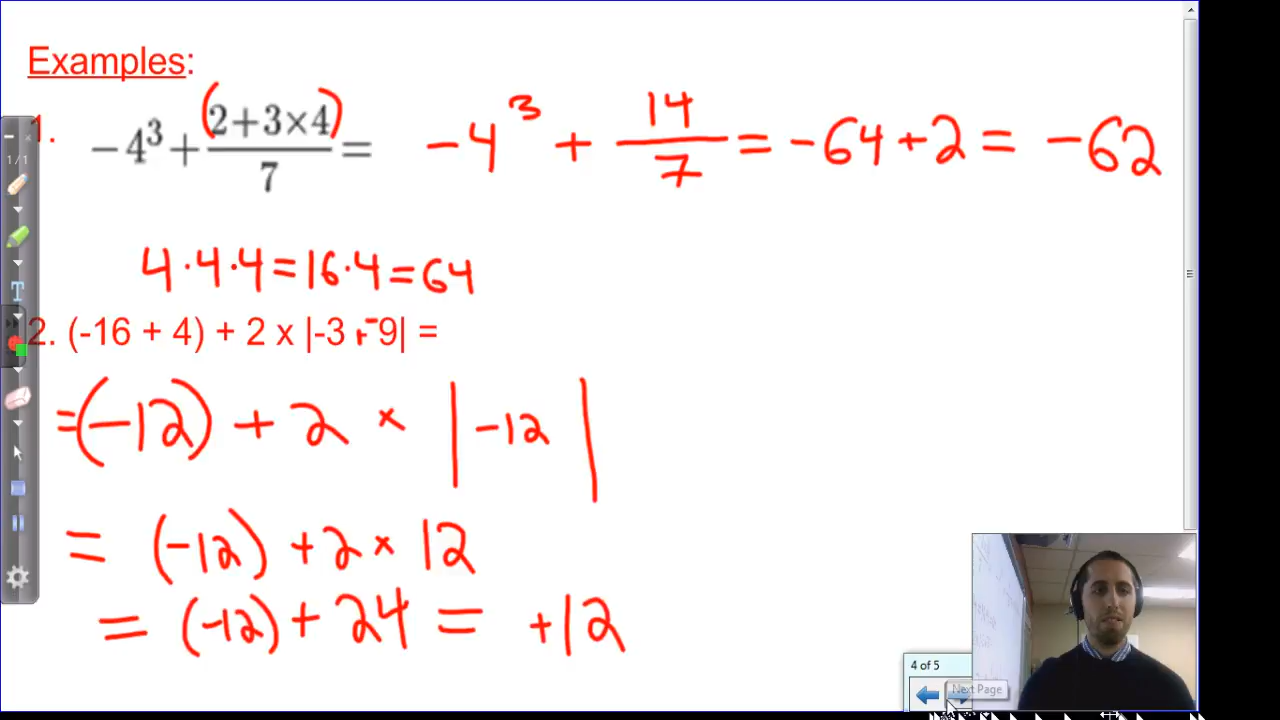 Examples:
1. −4³ + (2+3×4)/7 = −4³ + 14/7 = −64 + 2 = −62
1/1
4·4·4 = 16·4 = 64
T
2. (-16 + 4) + 2 x |-3 + -9| =
= (−12) + 2 × |−12|
= (−12) + 2 × 12
= (−12) + 24 = +12
4 of 5
Next Page